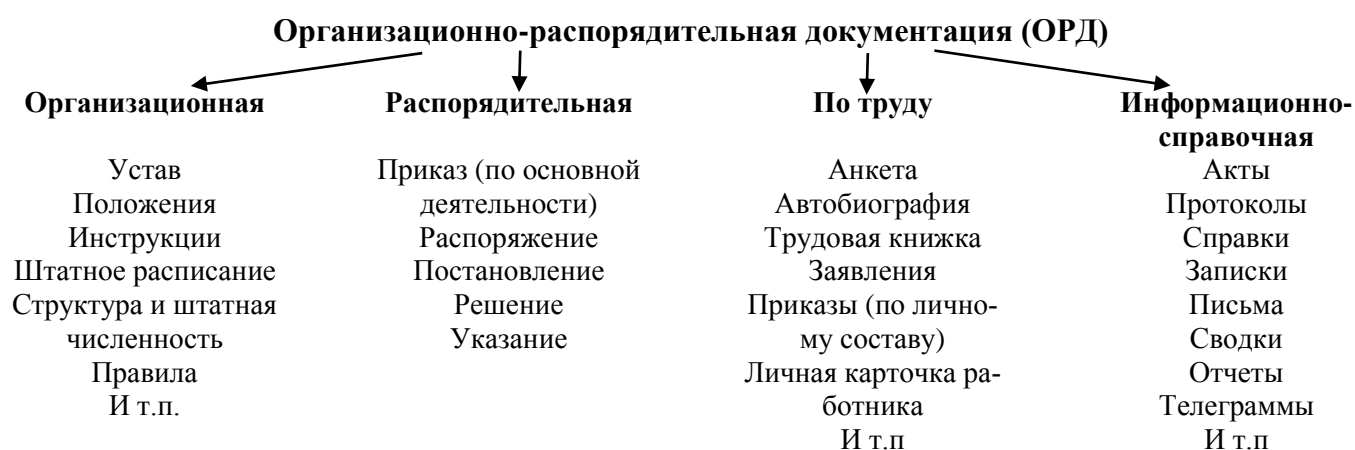 Организационно-распорядительная документация (ОРД)
Организационная
Устав
Положения
Инструкции
Штатное расписание
Структура и штатная
численность
Правила
И т.п.
Распорядительная
Приказ (по основной
деятельности)
Распоряжение
Постановление
Решение
Указание
По труду
Анкета
Автобиография
Трудовая книжка
Заявления
Приказы (по лично-
му составу)
Личная карточка ра-
ботника
И т.п
Информационно-
справочная
Акты
Протоколы
Справки
Записки
Письма
Сводки
Отчеты
Телеграммы
И т.п